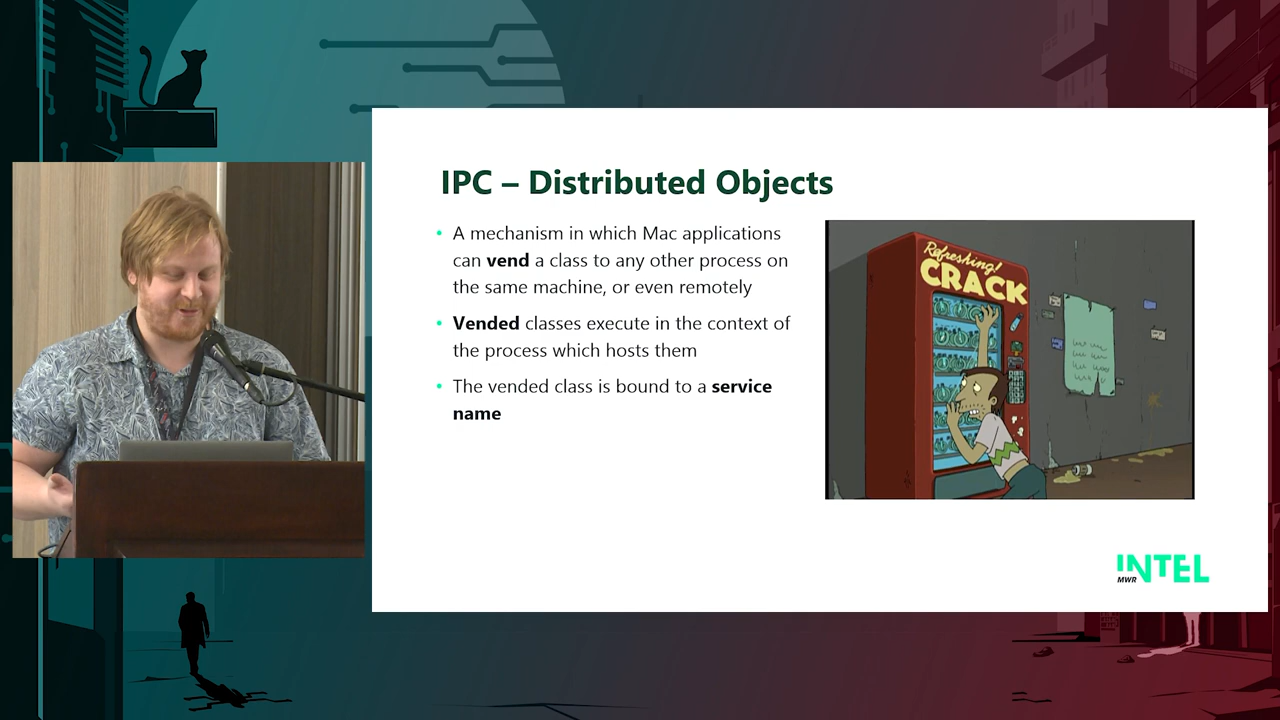 IPC – Distributed Objects
• A mechanism in which Mac applications
can vend a class to any other process on
the same machine, or even remotely
• Vended classes execute in the context of
the process which hosts them
• The vended class is bound to a service
name
Refreshing!
CRACK
INTEL
MWR